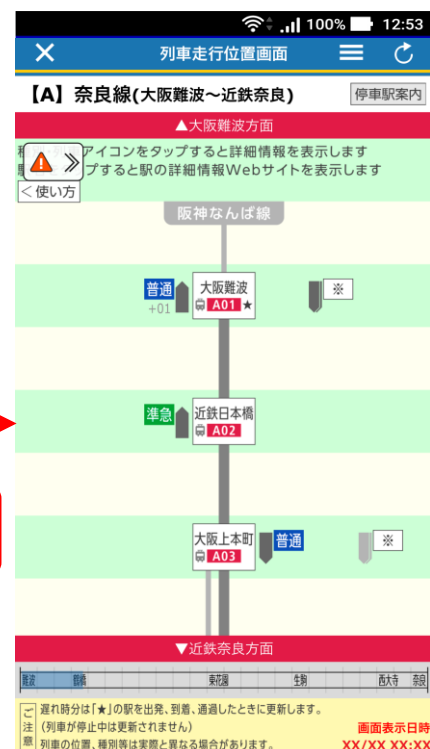 100% 12:53
× 列車走行位置画面
【A】奈良線(大阪難波～近鉄奈良) 停車駅案内
▲大阪難波方面
アイコンをタップすると詳細情報を表示します
プすると駅の詳細情報Webサイトを表示します
＜使い方
阪神なんば線
普通 大阪難波 ※
+01 A01 ★
準急 近鉄日本橋
A02
大阪上本町 普通 ※
A03
▼近鉄奈良方面
難波 鶴橋 東花園 生駒 西大寺 奈良
ご注意
遅れ時分は「★」の駅を出発、到着、通過したときに更新します。
(列車が停止中は更新されません) 画面表示日時
列車の位置、種別等は実際と異なる場合があります。 XX/XX XX:XX